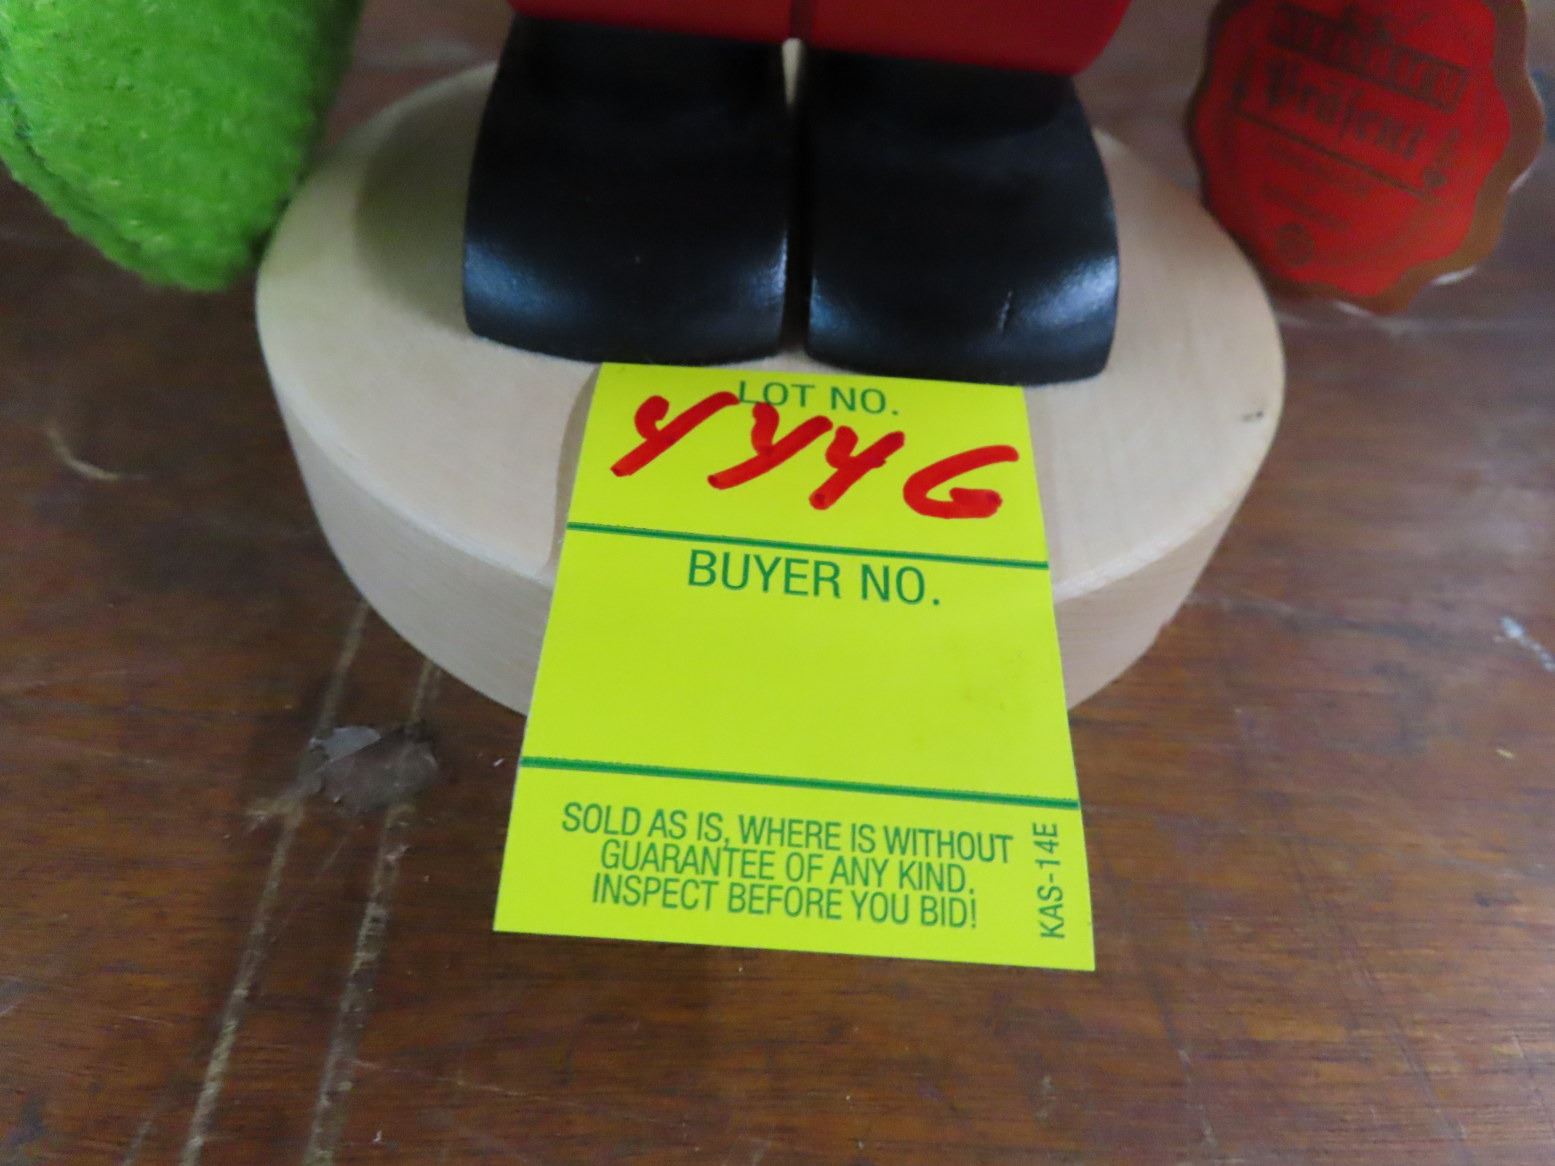 LOT NO.
4446
BUYER NO.
SOLD AS IS, WHERE IS WITHOUT
GUARANTEE OF ANY KIND.
INSPECT BEFORE YOU BID!
KAS-14E
Präsent